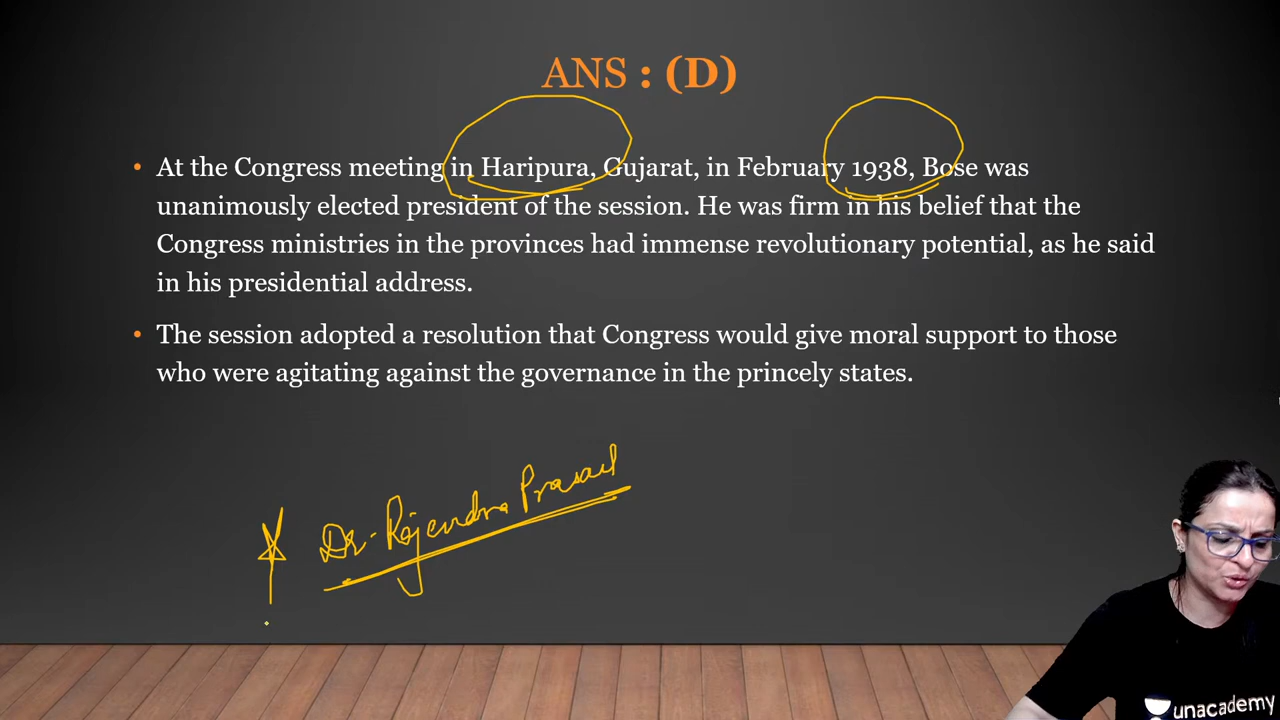 ANS : (D)
• At the Congress meeting in Haripura, Gujarat, in February 1938, Bose was
unanimously elected president of the session. He was firm in his belief that the
Congress ministries in the provinces had immense revolutionary potential, as he said
in his presidential address.
• The session adopted a resolution that Congress would give moral support to those
who were agitating against the governance in the princely states.
Dr. Rajendra Prasad
unacademy